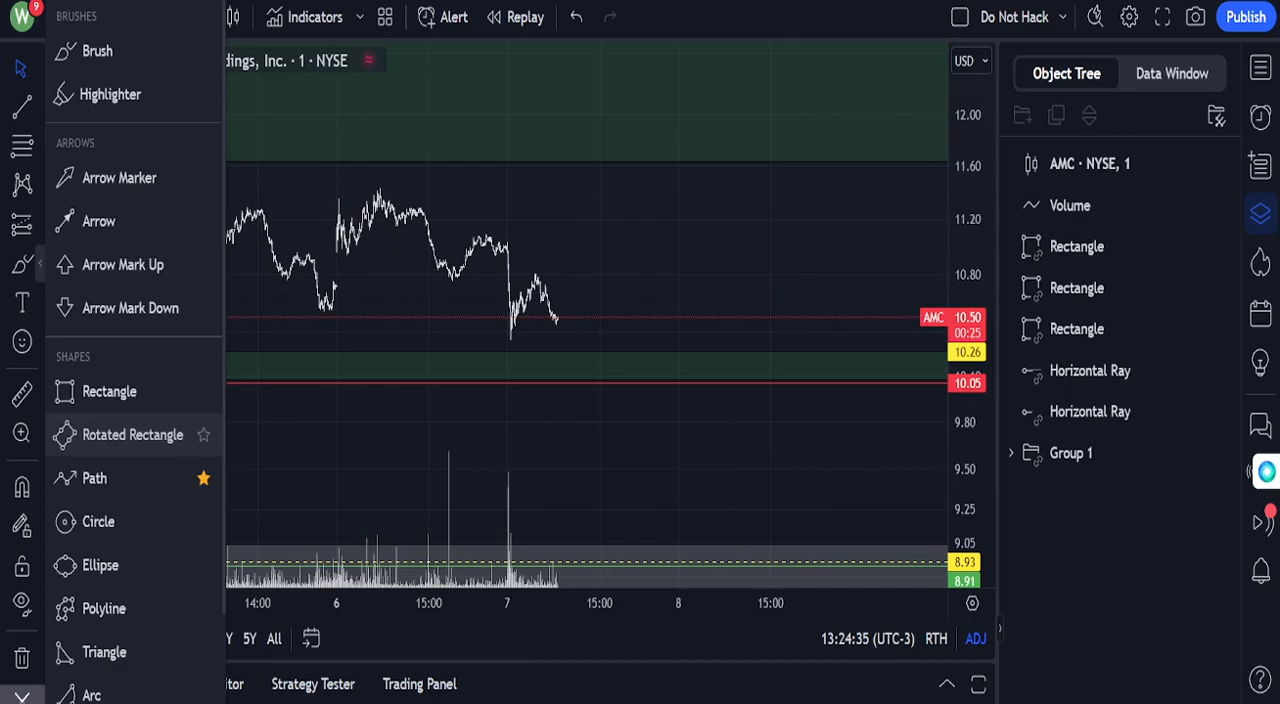 W
9
Indicators
Alert
Replay
Do Not Hack
Publish
BRUSHES
Brush
Highlighter
ARROWS
Arrow Marker
Arrow
Arrow Mark Up
Arrow Mark Down
SHAPES
Rectangle
Rotated Rectangle
Path
Circle
Ellipse
Polyline
Triangle
Arc
dings, Inc. · 1 · NYSE
USD
12.00
11.60
11.20
10.80
AMC 10.50
00:25
10.26
10.05
9.80
9.50
9.25
9.05
8.93
8.91
14:00 6 15:00 7 15:00 8 15:00
Y 5Y All
13:24:35 (UTC-3) RTH ADJ
tor Strategy Tester Trading Panel
Object Tree Data Window
AMC · NYSE, 1
Volume
Rectangle
Rectangle
Rectangle
Horizontal Ray
Horizontal Ray
Group 1